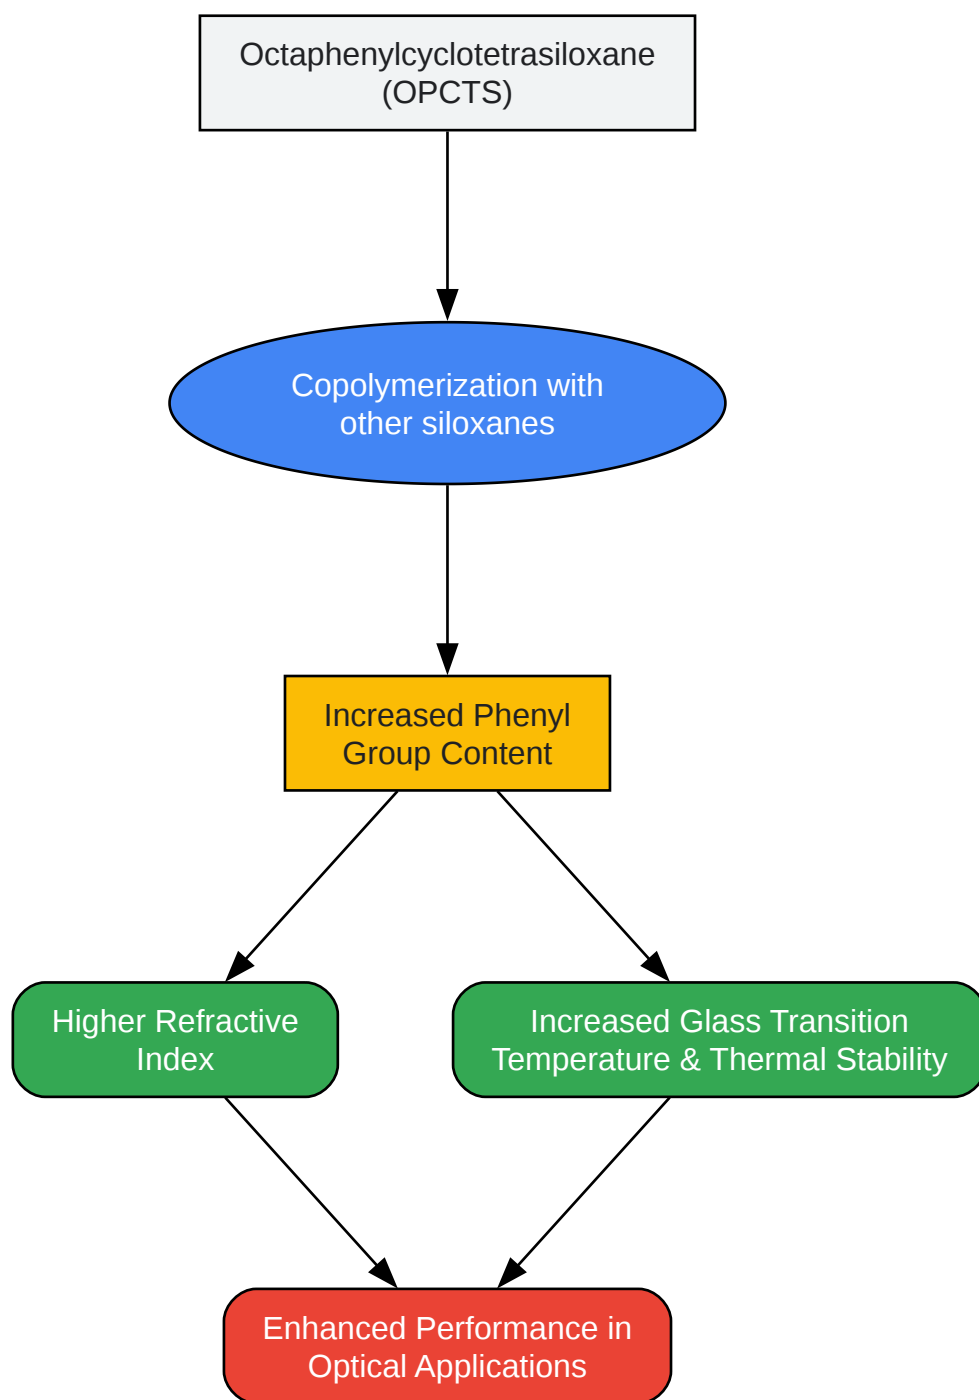 Octaphenylcyclotetrasiloxane
(OPCTS)
Copolymerization with
other siloxanes
Increased Phenyl
Group Content
Higher Refractive
Index
Increased Glass Transition
Temperature & Thermal Stability
Enhanced Performance in
Optical Applications